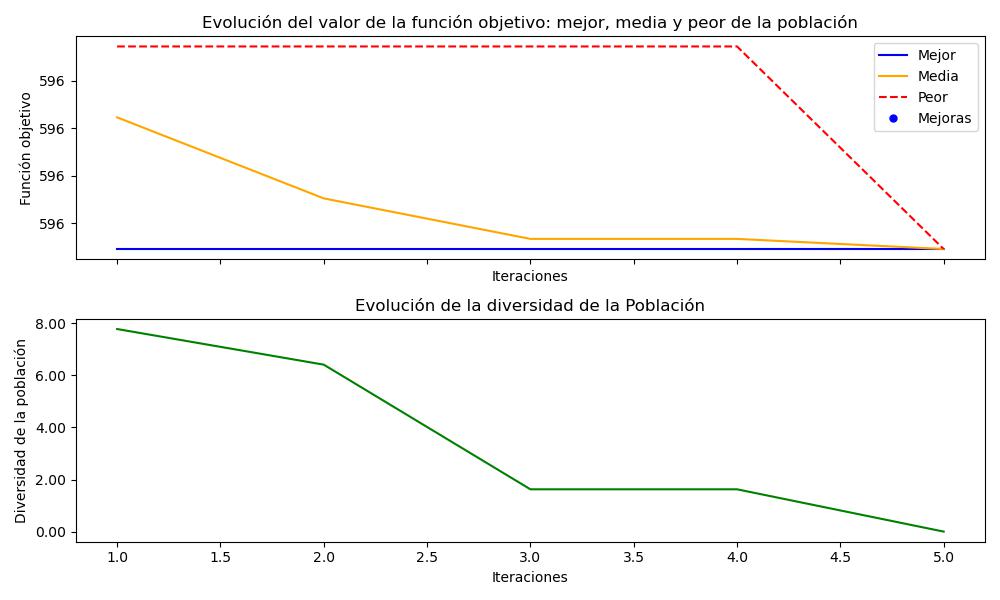 Evolución del valor de la función objetivo: mejor, media y peor de la población
Función objetivo
596
596
596
596
Mejor
Media
Peor
Mejoras
Iteraciones
Evolución de la diversidad de la Población
Diversidad de la población
8.00
6.00
4.00
2.00
0.00
1.0 1.5 2.0 2.5 3.0 3.5 4.0 4.5 5.0
Iteraciones